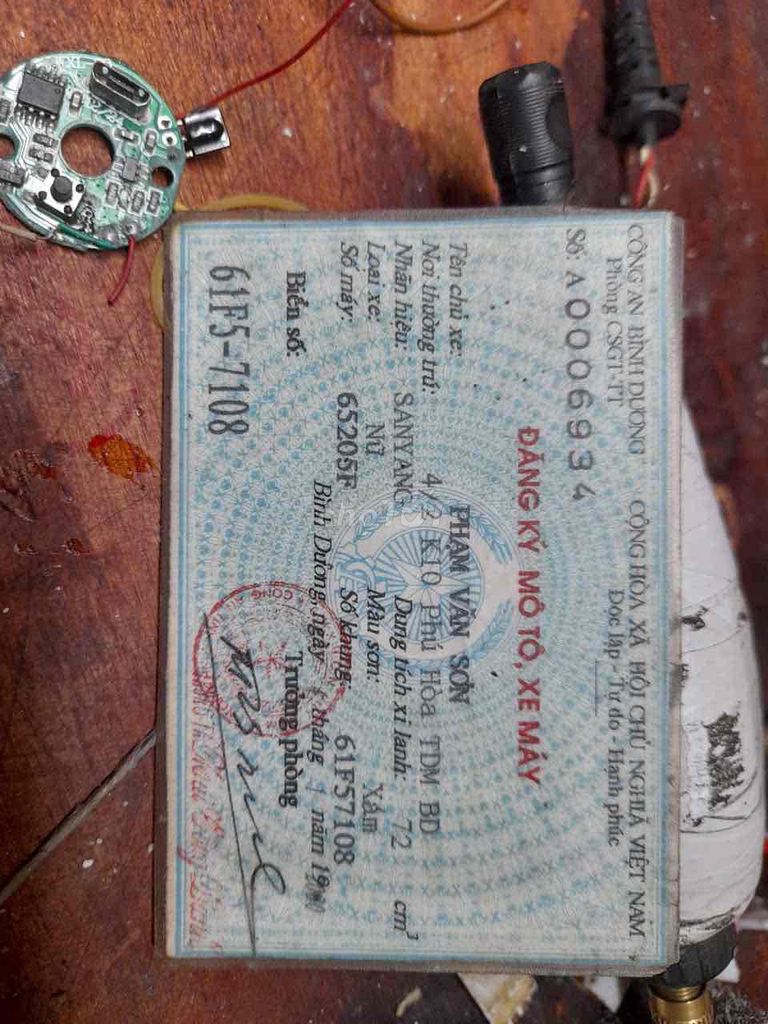 CÔNG AN BÌNH DƯƠNG
Phòng CSGT-TT
CỘNG HÒA XÃ HỘI CHỦ NGHĨA VIỆT NAM
Độc lập - Tự do - Hạnh phúc
Số: A 0006934
ĐĂNG KÝ MÔ TÔ, XE MÁY
Tên chủ xe: PHẠM VĂN SƠN
Nơi thường trú: 4/2 K10 Phú Hòa TDM BD
Nhãn hiệu: SANYANG Dung tích xi lanh: 72 cm³
Loại xe: Nữ Màu sơn: Xám
Số máy: 65205F Số khung: 61F57108
Bình Dương, ngày tháng 1 năm
Biển số: Trưởng phòng
61F5-7108